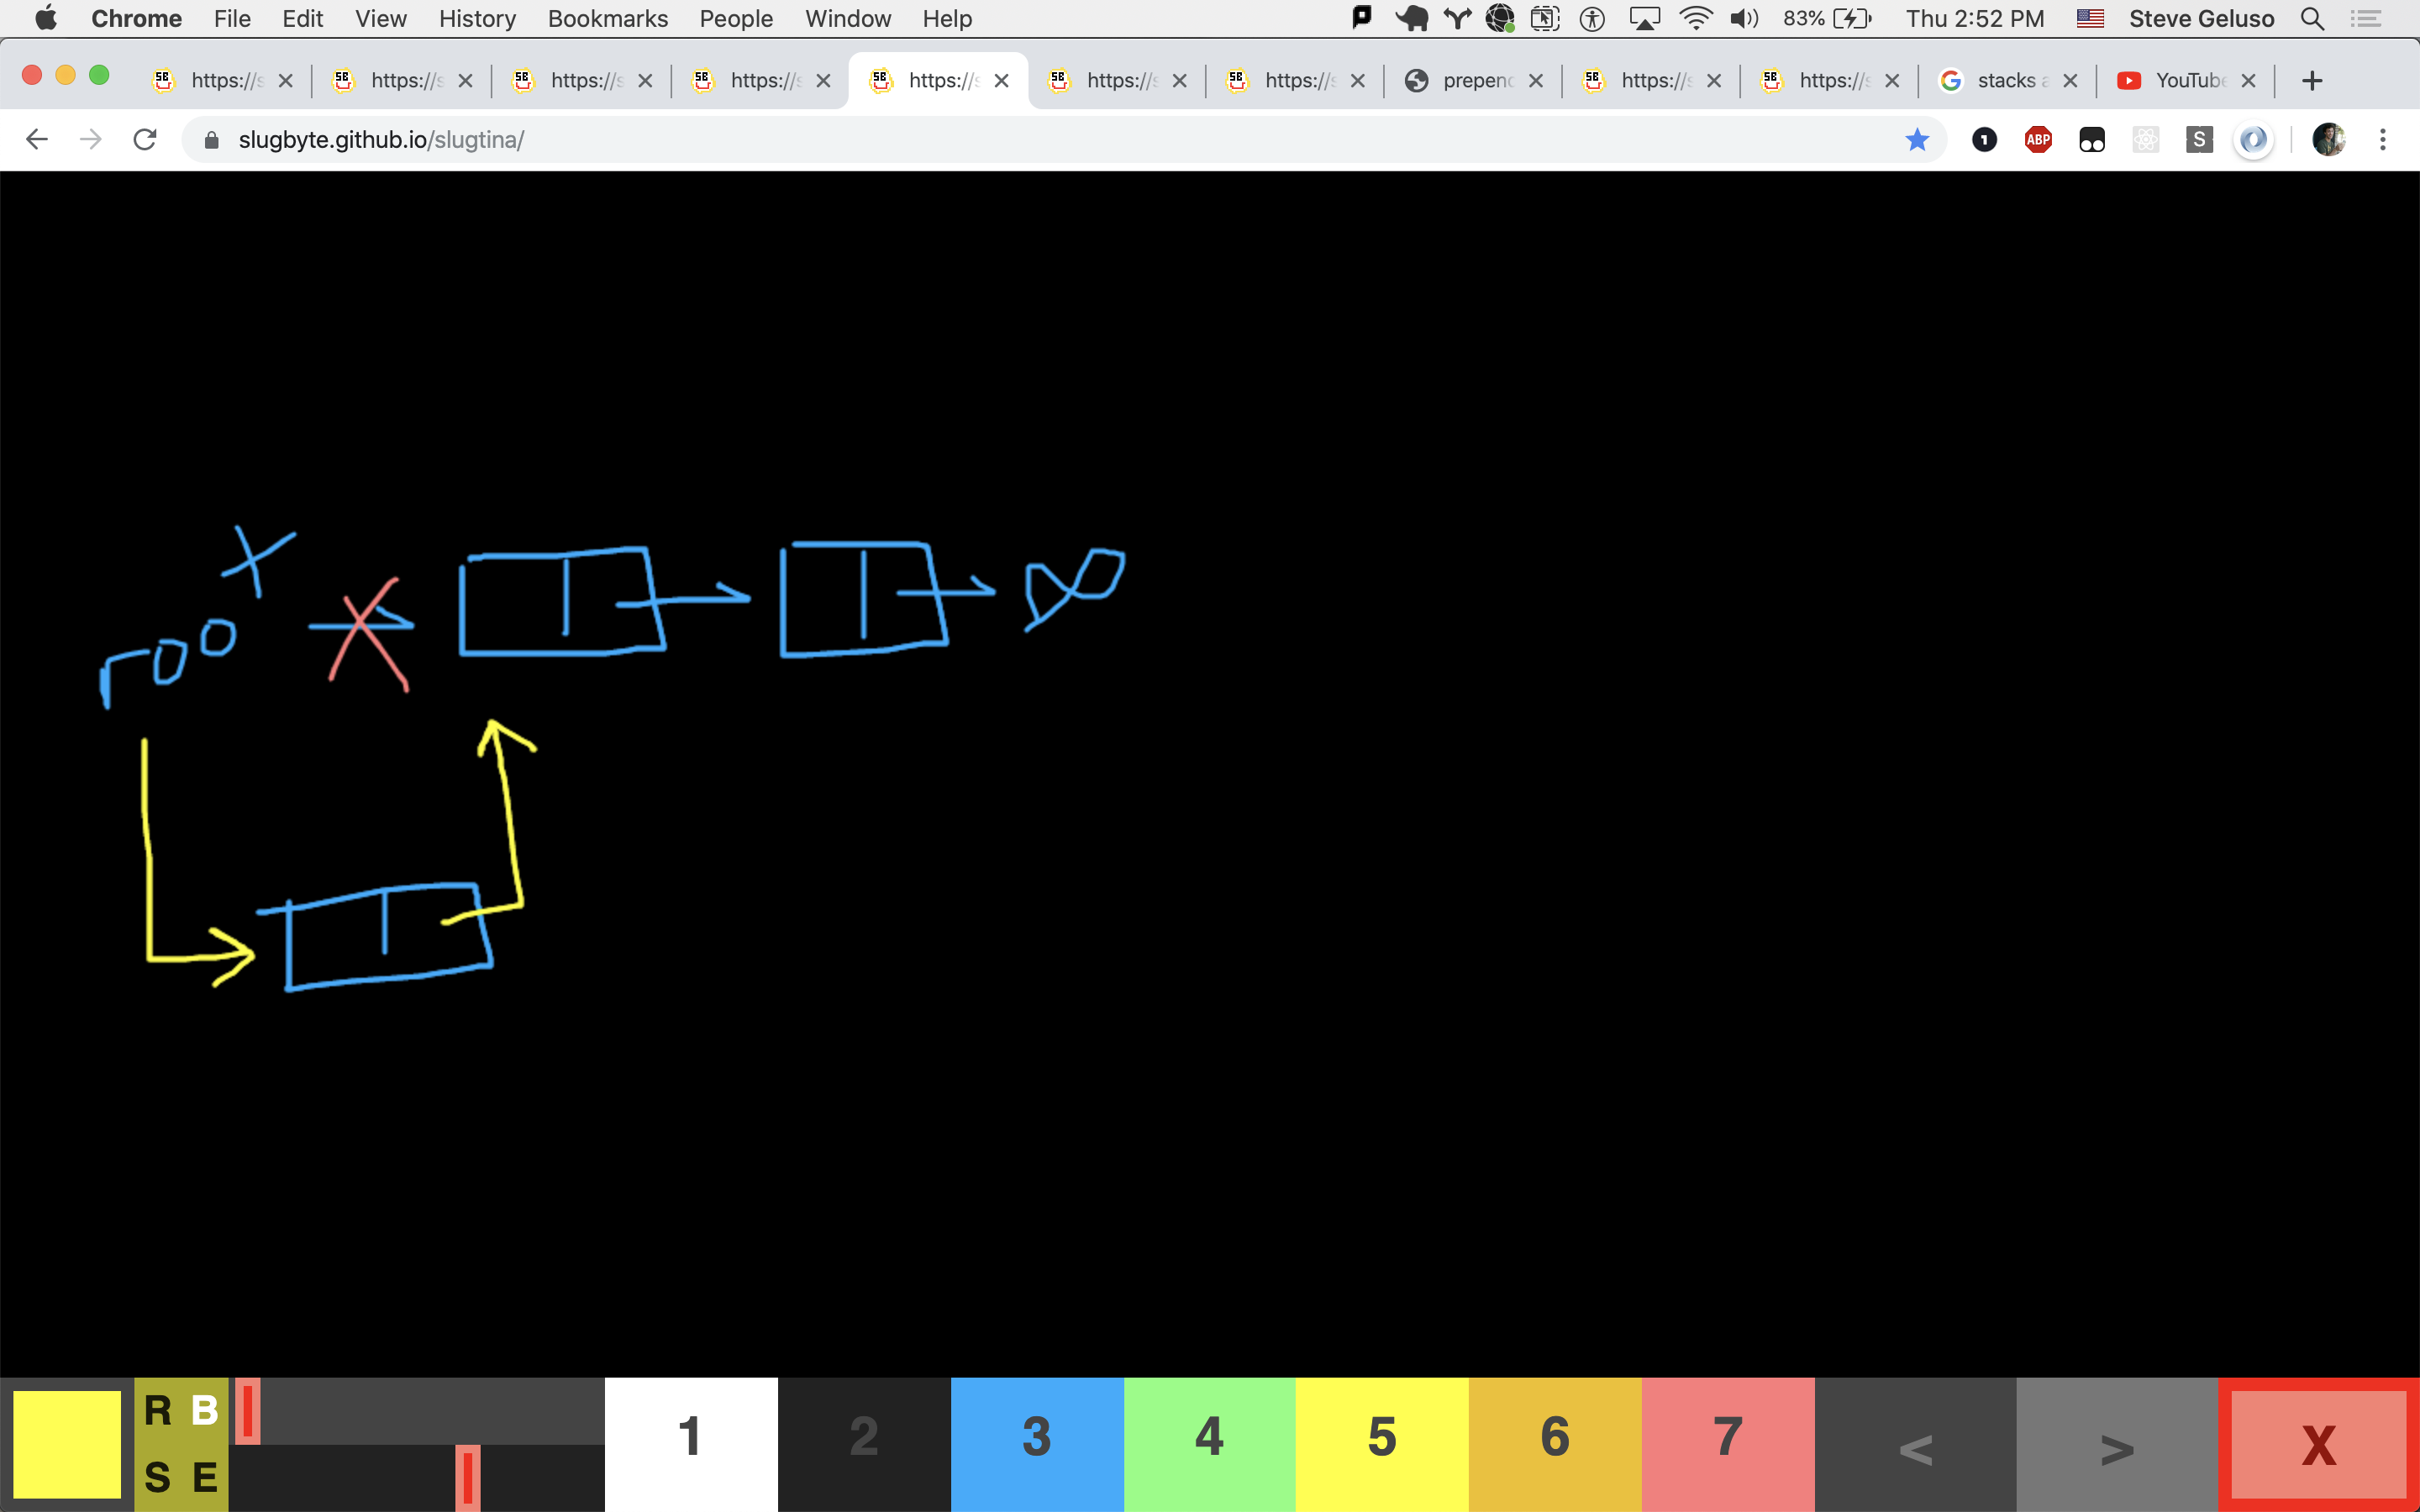 Chrome File Edit View History Bookmarks People Window Help 83% Thu 2:52 PM Steve Geluso
https://s https://s https://s https://s https://s https://s https://s prepend https://s https://s stacks a YouTube
slugbyte.github.io/slugtina/ 1 ABP S
root
R B
S E
1 2 3 4 5 6 7 < > X